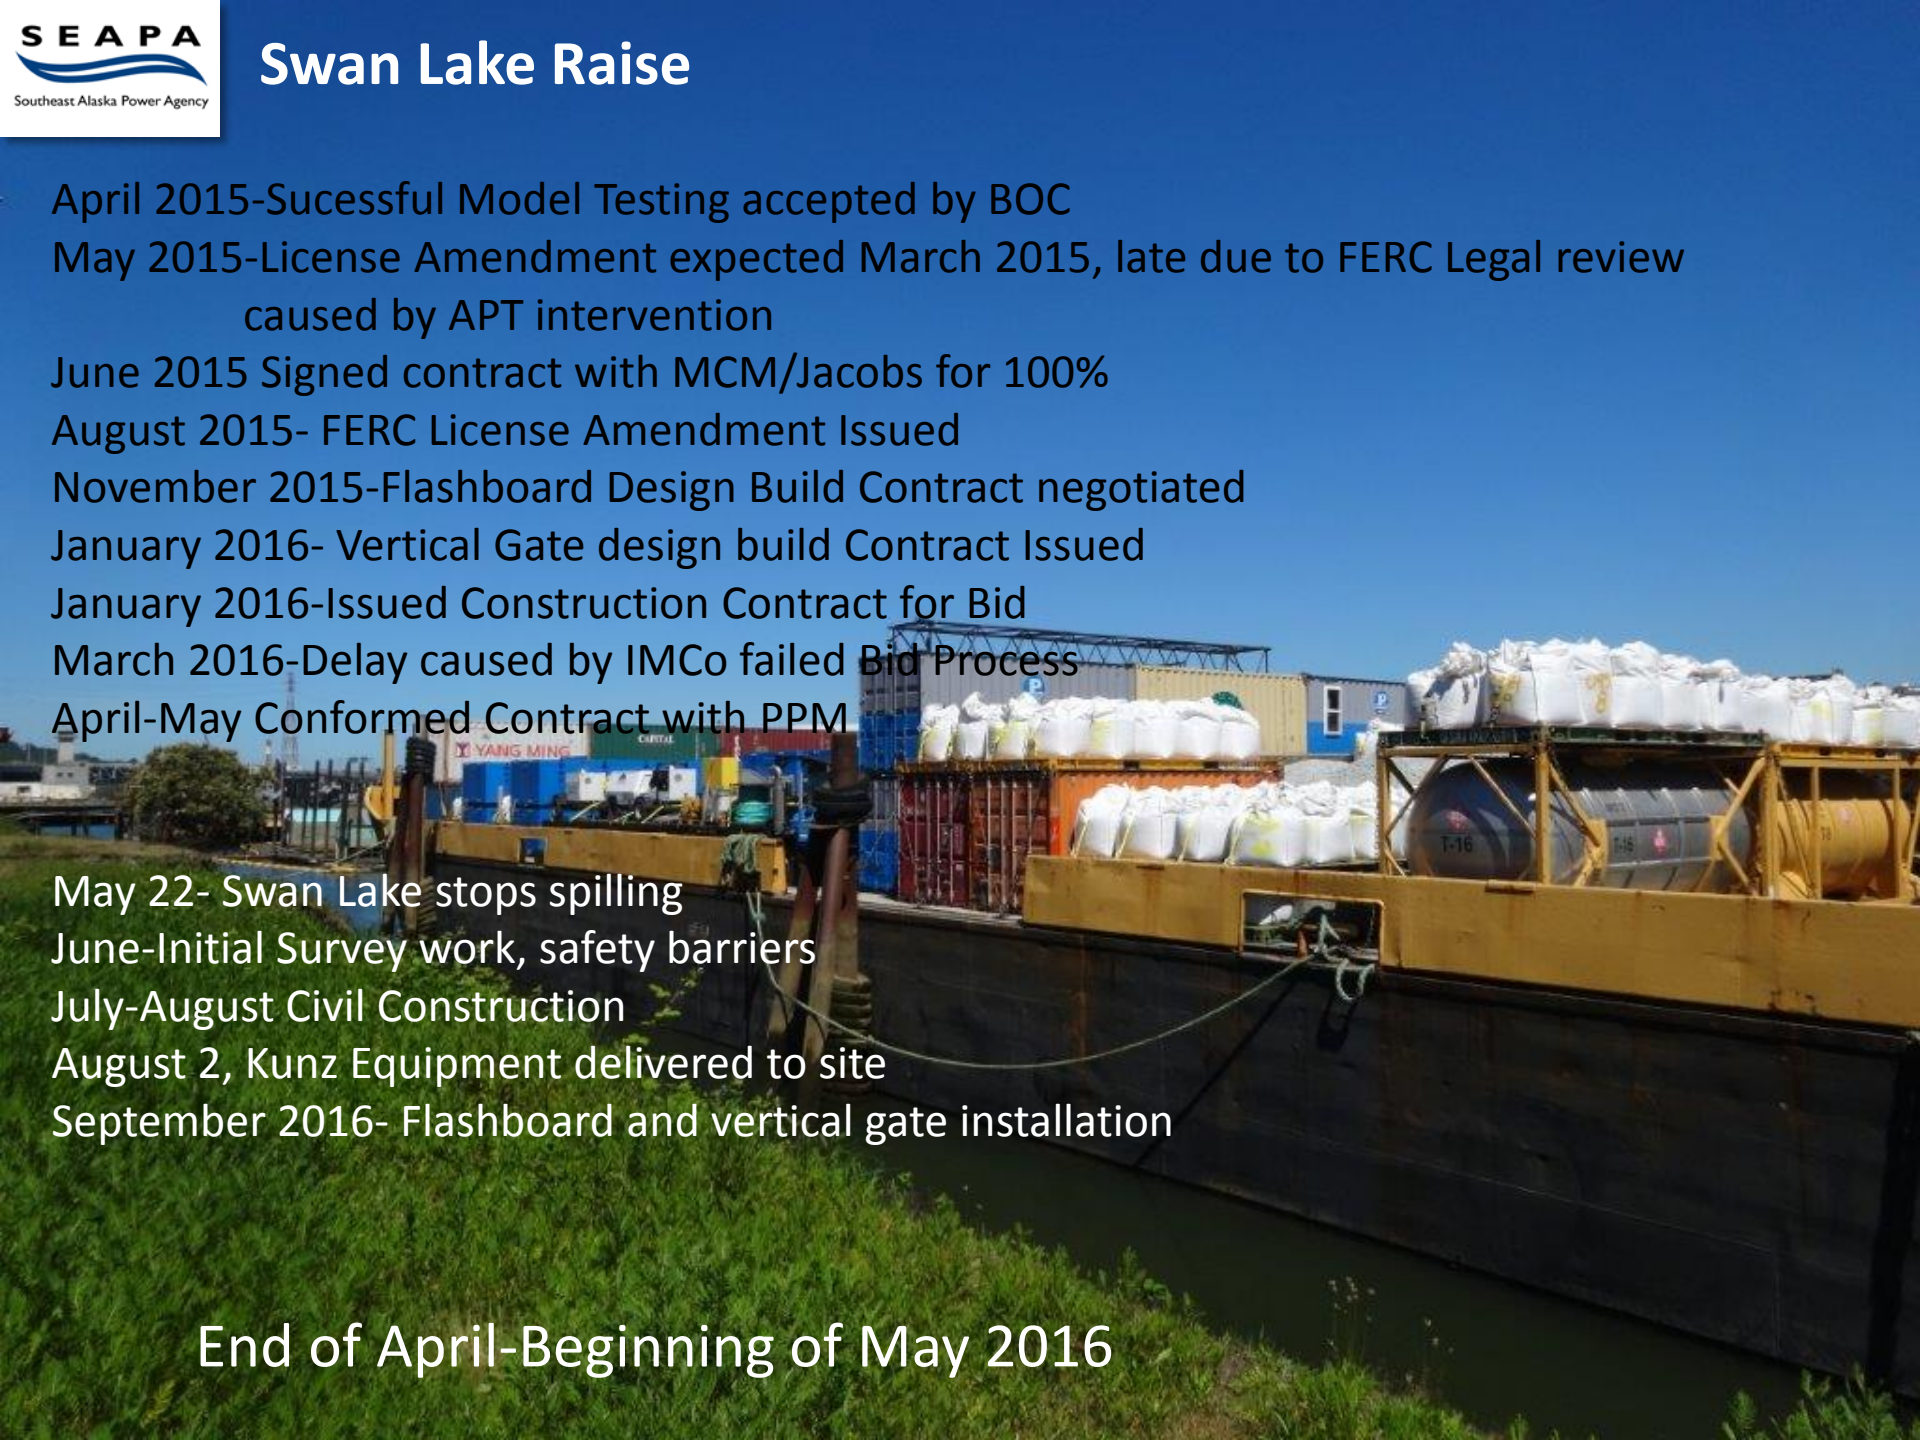 SEAPA
Southeast Alaska Power Agency
Swan Lake Raise
April 2015-Sucessful Model Testing accepted by BOC
May 2015-License Amendment expected March 2015, late due to FERC Legal review
caused by APT intervention
June 2015 Signed contract with MCM/Jacobs for 100%
August 2015- FERC License Amendment Issued
November 2015-Flashboard Design Build Contract negotiated
January 2016- Vertical Gate design build Contract Issued
January 2016-Issued Construction Contract for Bid
March 2016-Delay caused by IMCo failed Bid Process
April-May Conformed Contract with PPM
YANG MING
CAPITAL
T-16
T-16
May 22- Swan Lake stops spilling
June-Initial Survey work, safety barriers
July-August Civil Construction
August 2, Kunz Equipment delivered to site
September 2016- Flashboard and vertical gate installation
End of April-Beginning of May 2016